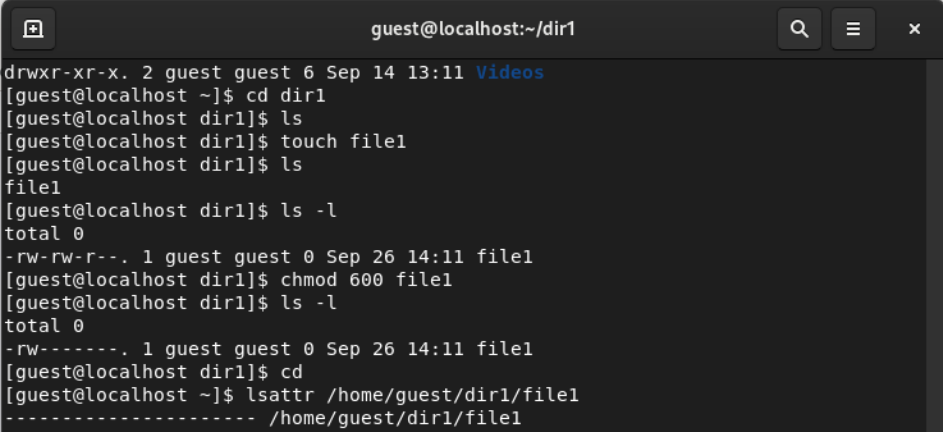 guest@localhost:~/dir1
drwxr-xr-x. 2 guest guest 6 Sep 14 13:11 Videos
[guest@localhost ~]$ cd dir1
[guest@localhost dir1]$ ls
[guest@localhost dir1]$ touch file1
[guest@localhost dir1]$ ls
file1
[guest@localhost dir1]$ ls -l
total 0
-rw-rw-r--. 1 guest guest 0 Sep 26 14:11 file1
[guest@localhost dir1]$ chmod 600 file1
[guest@localhost dir1]$ ls -l
total 0
-rw-------. 1 guest guest 0 Sep 26 14:11 file1
[guest@localhost dir1]$ cd
[guest@localhost ~]$ lsattr /home/guest/dir1/file1
---------------------- /home/guest/dir1/file1